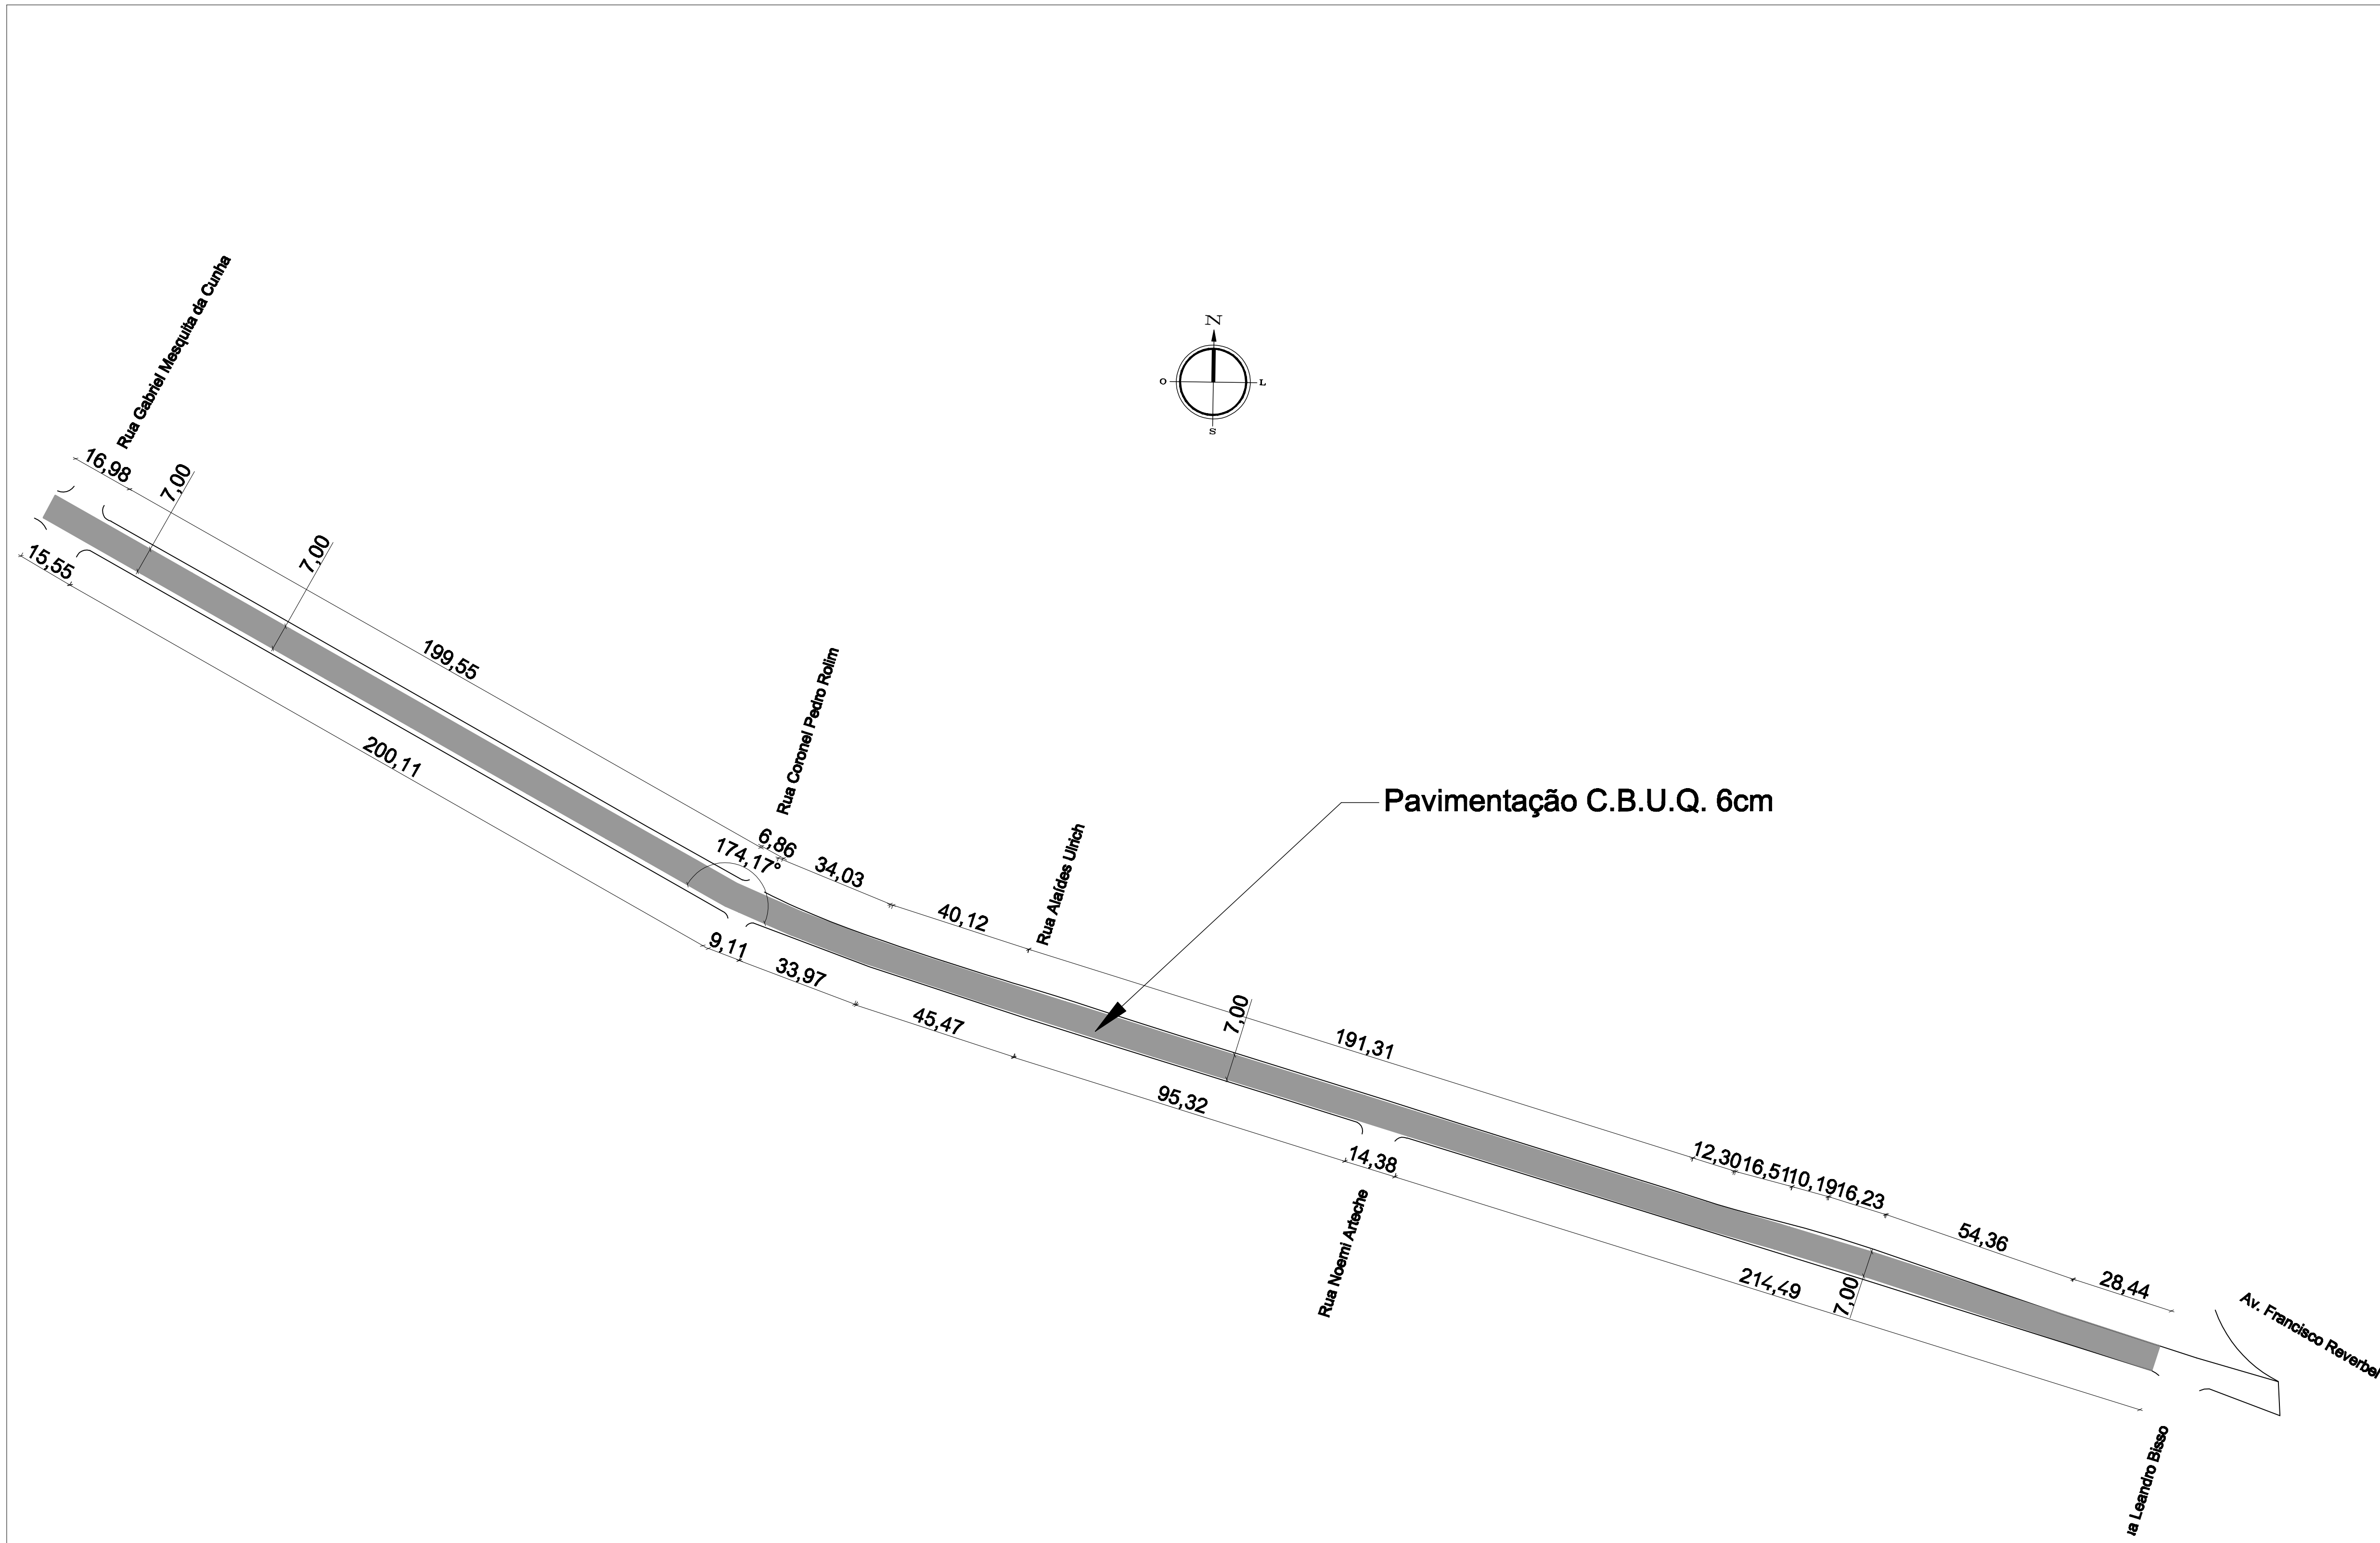 Rua Gabriel Mesquita da Cunha
N
O
L
S
16,98
7,00
7,00
15,55
199,55
200,11
Rua Coronel Pedro Rolim
6,86
174,17°
34,03
Pavimentação C.B.U.Q. 6cm
Rua Alaídes Ulrich
40,12
9,11
33,97
45,47
7,00
191,31
95,32
14,38
12,30
16,51
10,19
16,23
Rua Noemi Arteche
54,36
214,49
7,00
28,44
Av. Francisco Reverbel
ua Leandro Bisso